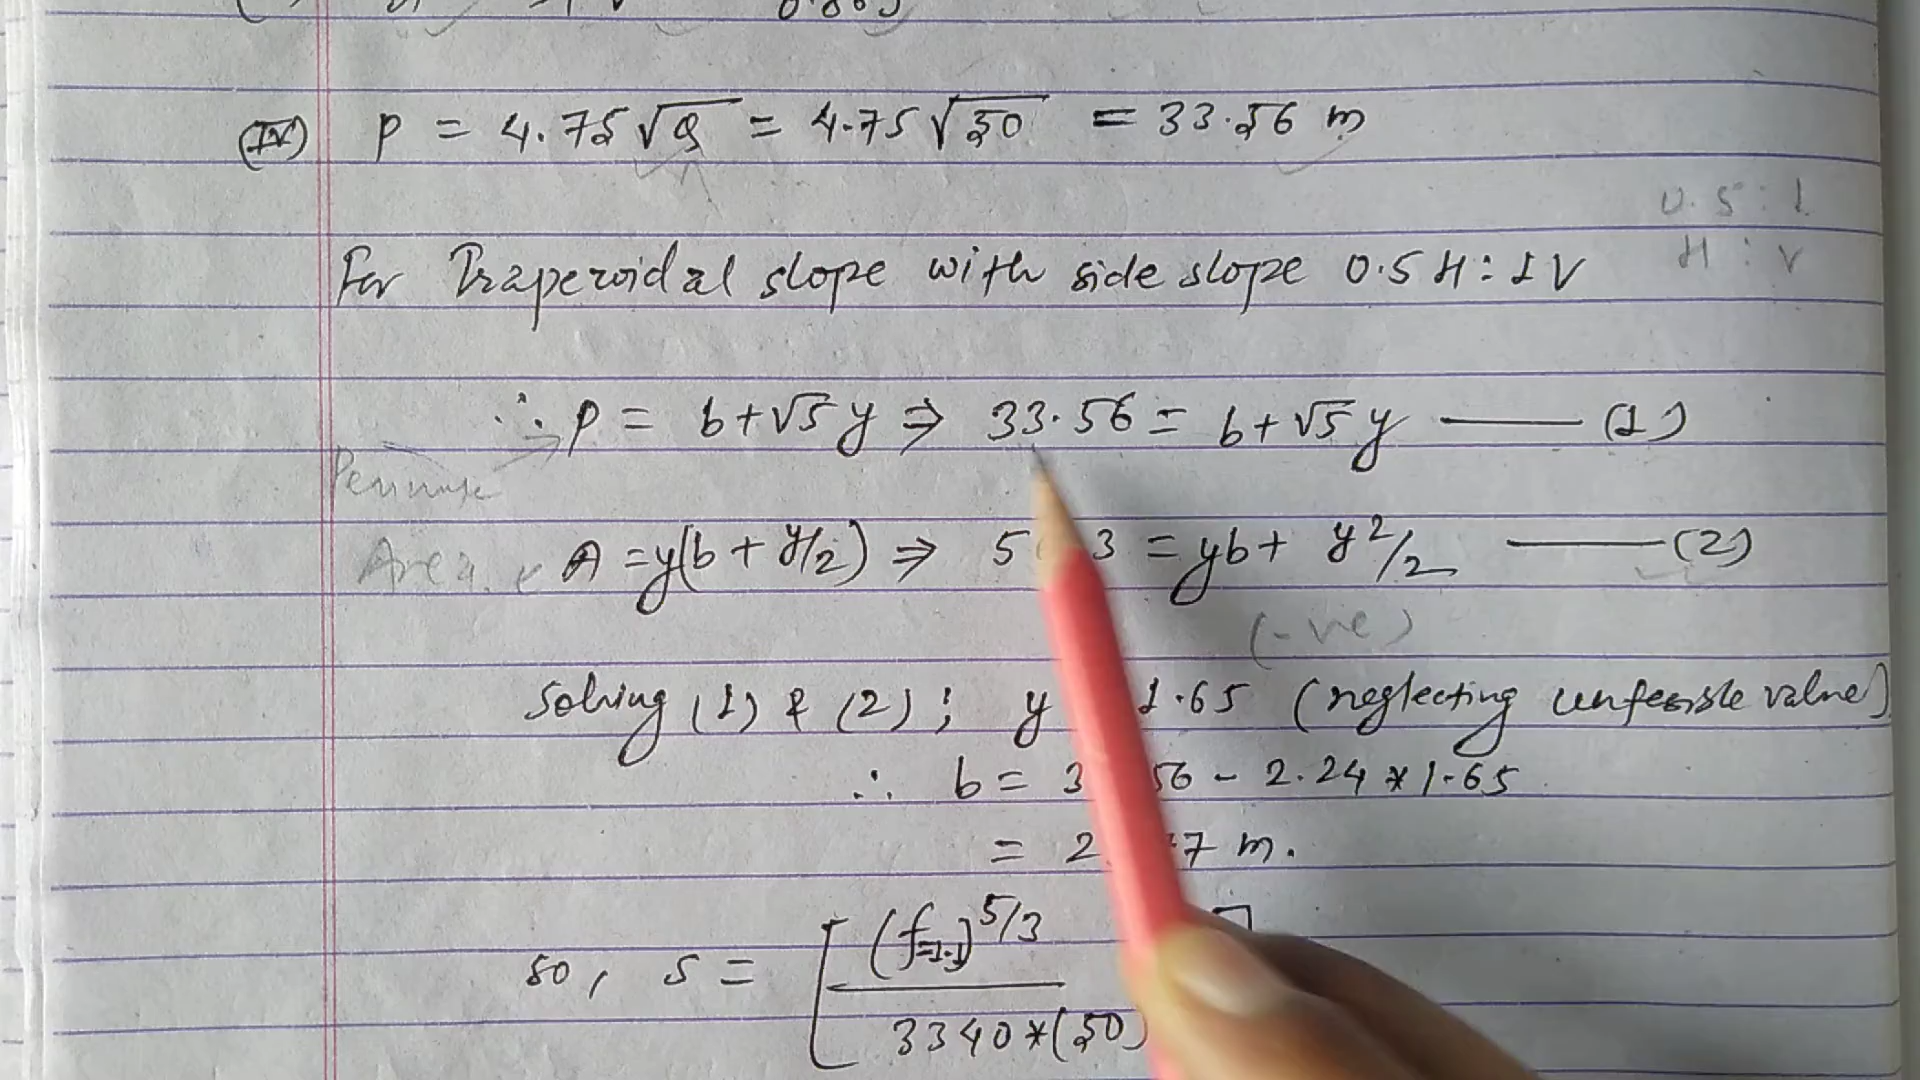 (IV) P = 4.75√Q = 4.75√50 = 33.56 m
0.5 : 1
H : V
For Trapezoidal slope with side slope 0.5 H : 1 V
∴ P = b + √5 y ⇒ 33.56 = b + √5 y —— (1)
Area A = y(b + y/2) ⇒ 5 3 = yb + y²/2 —— (2)
(-ve)
Solving (1) & (2) ; y 1.65 (neglecting unfeasible value)
∴ b = 3 56 - 2.24 * 1.65
= 2 7 m.
so, S = [ (f=1.1)^5/3 ]
3340 * (50)